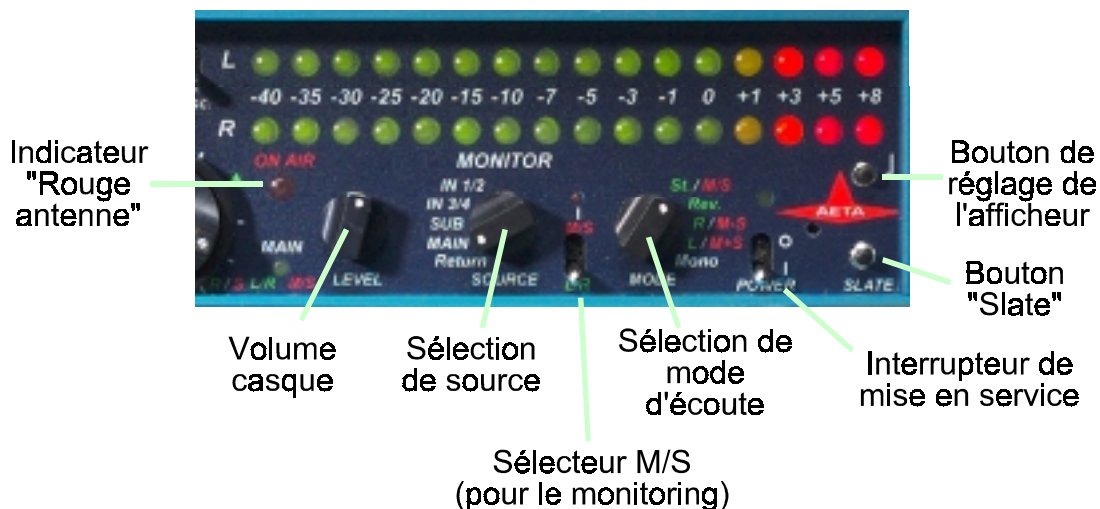 L
-40 -35 -30 -25 -20 -15 -10 -7 -5 -3 -1 0 +1 +3 +5 +8
R
ON AIR
MONITOR
IN 1/2
IN 3/4
SUB
MAIN
Return
SOURCE
MAIN
L/R M/S
LEVEL
M/S
L/R
St./M/S
Rev.
R/M-S
L/M+S
Mono
MODE
POWER
O
I
AETA
SLATE
Indicateur
"Rouge
antenne"
Volume
casque
Sélection
de source
Sélecteur M/S
(pour le monitoring)
Sélection de
mode
d'écoute
Interrupteur de
mise en service
Bouton de
réglage de
l'afficheur
Bouton
"Slate"